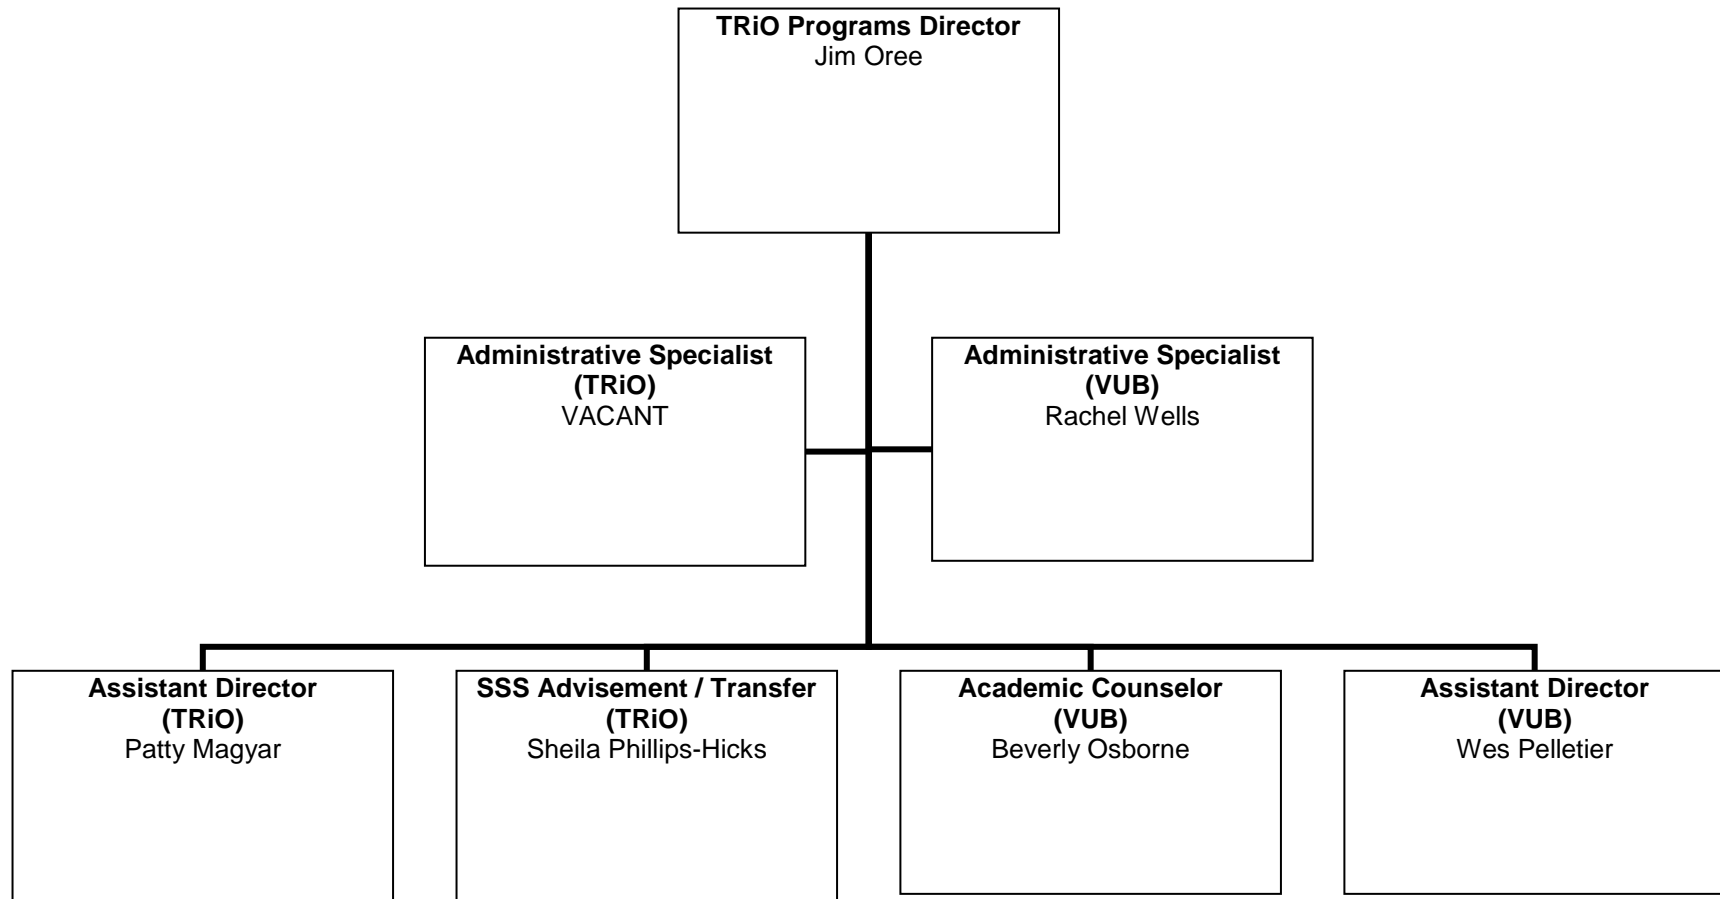 TRiO Programs Director
Jim Oree
Administrative Specialist
(TRiO)
VACANT
Administrative Specialist
(VUB)
Rachel Wells
Assistant Director
(TRiO)
Patty Magyar
SSS Advisement / Transfer
(TRiO)
Sheila Phillips-Hicks
Academic Counselor
(VUB)
Beverly Osborne
Assistant Director
(VUB)
Wes Pelletier